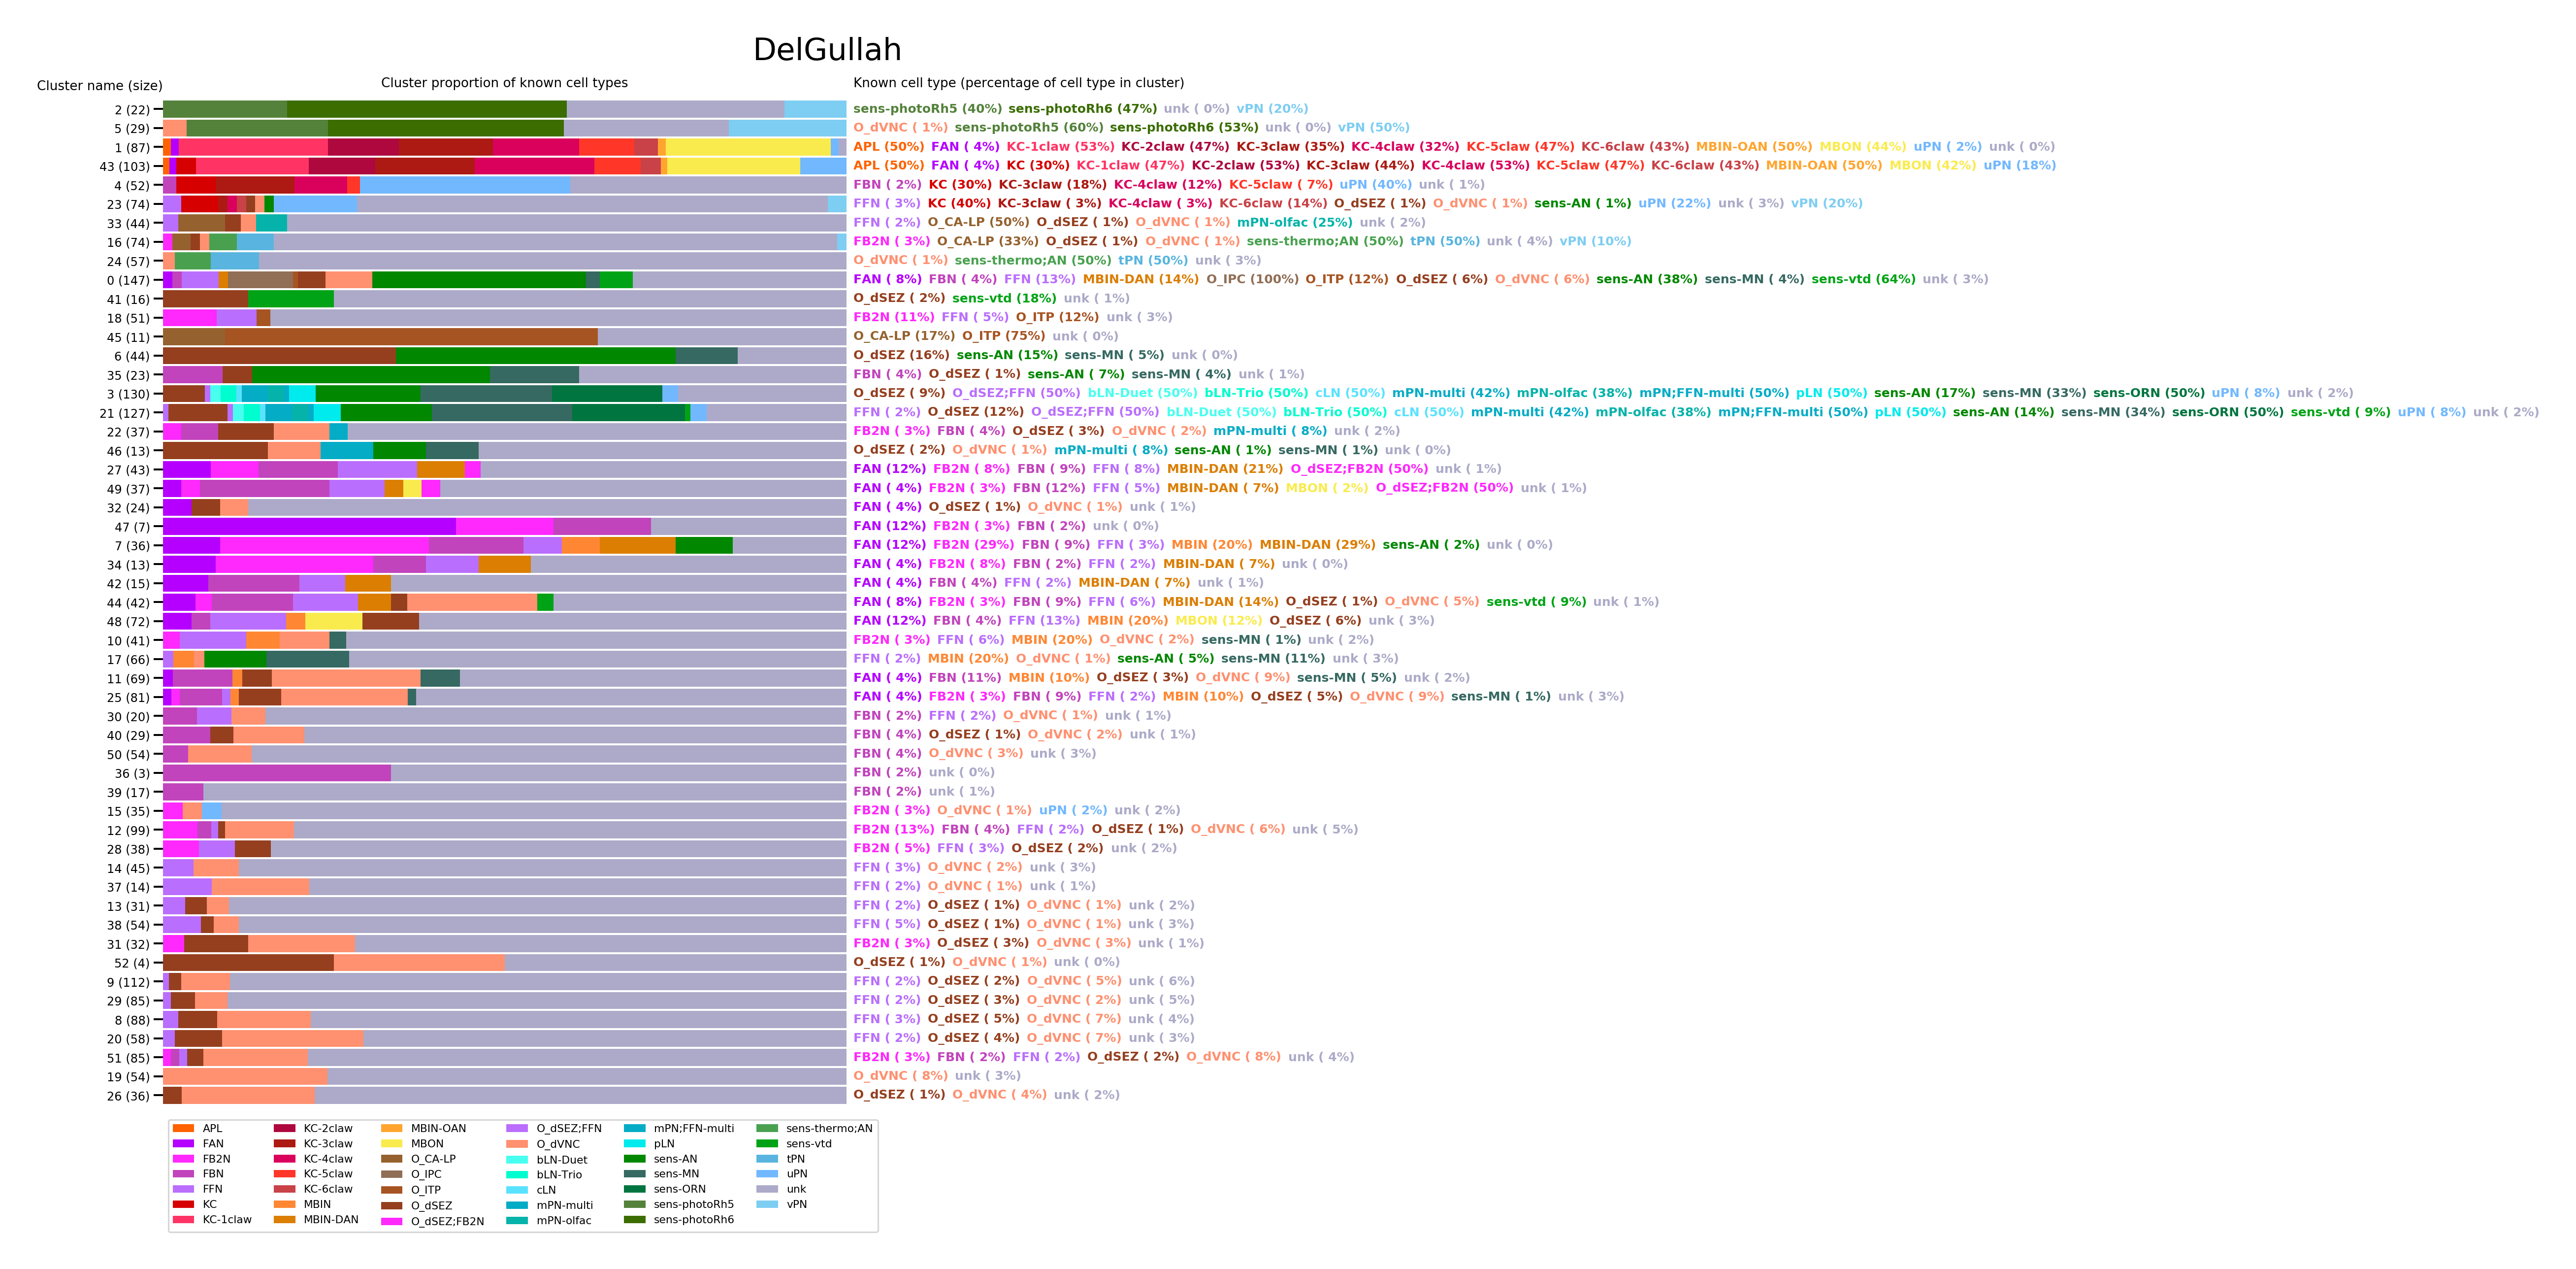 DelGullah
Cluster name (size) Cluster proportion of known cell types Known cell type (percentage of cell type in cluster)
2 (22) sens-photoRh5 (40%) sens-photoRh6 (47%) unk ( 0%) vPN (20%)
5 (29) O_dVNC ( 1%) sens-photoRh5 (60%) sens-photoRh6 (53%) unk ( 0%) vPN (50%)
1 (87) APL (50%) FAN ( 4%) KC-1claw (53%) KC-2claw (47%) KC-3claw (35%) KC-4claw (32%) KC-5claw (47%) KC-6claw (43%) MBIN-OAN (50%) MBON (44%) uPN ( 2%) unk ( 0%)
43 (103) APL (50%) FAN ( 4%) KC (30%) KC-1claw (47%) KC-2claw (53%) KC-3claw (44%) KC-4claw (53%) KC-5claw (47%) KC-6claw (43%) MBIN-OAN (50%) MBON (42%) uPN (18%)
4 (52) FBN ( 2%) KC (30%) KC-3claw (18%) KC-4claw (12%) KC-5claw ( 7%) uPN (40%) unk ( 1%)
23 (74) FFN ( 3%) KC (40%) KC-3claw ( 3%) KC-4claw ( 3%) KC-6claw (14%) O_dSEZ ( 1%) O_dVNC ( 1%) sens-AN ( 1%) uPN (22%) unk ( 3%) vPN (20%)
33 (44) FFN ( 2%) O_CA-LP (50%) O_dSEZ ( 1%) O_dVNC ( 1%) mPN-olfac (25%) unk ( 2%)
16 (74) FB2N ( 3%) O_CA-LP (33%) O_dSEZ ( 1%) O_dVNC ( 1%) sens-thermo;AN (50%) tPN (50%) unk ( 4%) vPN (10%)
24 (57) O_dVNC ( 1%) sens-thermo;AN (50%) tPN (50%) unk ( 3%)
0 (147) FAN ( 8%) FBN ( 4%) FFN (13%) MBIN-DAN (14%) O_IPC (100%) O_ITP (12%) O_dSEZ ( 6%) O_dVNC ( 6%) sens-AN (38%) sens-MN ( 4%) sens-vtd (64%) unk ( 3%)
41 (16) O_dSEZ ( 2%) sens-vtd (18%) unk ( 1%)
18 (51) FB2N (11%) FFN ( 5%) O_ITP (12%) unk ( 3%)
45 (11) O_CA-LP (17%) O_ITP (75%) unk ( 0%)
6 (44) O_dSEZ (16%) sens-AN (15%) sens-MN ( 5%) unk ( 0%)
35 (23) FBN ( 4%) O_dSEZ ( 1%) sens-AN ( 7%) sens-MN ( 4%) unk ( 1%)
3 (130) O_dSEZ ( 9%) O_dSEZ;FFN (50%) bLN-Duet (50%) bLN-Trio (50%) cLN (50%) mPN-multi (42%) mPN-olfac (38%) mPN;FFN-multi (50%) pLN (50%) sens-AN (17%) sens-MN (33%) sens-ORN (50%) uPN ( 8%) unk ( 2%)
21 (127) FFN ( 2%) O_dSEZ (12%) O_dSEZ;FFN (50%) bLN-Duet (50%) bLN-Trio (50%) cLN (50%) mPN-multi (42%) mPN-olfac (38%) mPN;FFN-multi (50%) pLN (50%) sens-AN (14%) sens-MN (34%) sens-ORN (50%) sens-vtd ( 9%) uPN ( 8%) unk ( 2%)
22 (37) FB2N ( 3%) FBN ( 4%) O_dSEZ ( 3%) O_dVNC ( 2%) mPN-multi ( 8%) unk ( 2%)
46 (13) O_dSEZ ( 2%) O_dVNC ( 1%) mPN-multi ( 8%) sens-AN ( 1%) sens-MN ( 1%) unk ( 0%)
27 (43) FAN (12%) FB2N ( 8%) FBN ( 9%) FFN ( 8%) MBIN-DAN (21%) O_dSEZ;FB2N (50%) unk ( 1%)
49 (37) FAN ( 4%) FB2N ( 3%) FBN (12%) FFN ( 5%) MBIN-DAN ( 7%) MBON ( 2%) O_dSEZ;FB2N (50%) unk ( 1%)
32 (24) FAN ( 4%) O_dSEZ ( 1%) O_dVNC ( 1%) unk ( 1%)
47 (7) FAN (12%) FB2N ( 3%) FBN ( 2%) unk ( 0%)
7 (36) FAN (12%) FB2N (29%) FBN ( 9%) FFN ( 3%) MBIN (20%) MBIN-DAN (29%) sens-AN ( 2%) unk ( 0%)
34 (13) FAN ( 4%) FB2N ( 8%) FBN ( 2%) FFN ( 2%) MBIN-DAN ( 7%) unk ( 0%)
42 (15) FAN ( 4%) FBN ( 4%) FFN ( 2%) MBIN-DAN ( 7%) unk ( 1%)
44 (42) FAN ( 8%) FB2N ( 3%) FBN ( 9%) FFN ( 6%) MBIN-DAN (14%) O_dSEZ ( 1%) O_dVNC ( 5%) sens-vtd ( 9%) unk ( 1%)
48 (72) FAN (12%) FBN ( 4%) FFN (13%) MBIN (20%) MBON (12%) O_dSEZ ( 6%) unk ( 3%)
10 (41) FB2N ( 3%) FFN ( 6%) MBIN (20%) O_dVNC ( 2%) sens-MN ( 1%) unk ( 2%)
17 (66) FFN ( 2%) MBIN (20%) O_dVNC ( 1%) sens-AN ( 5%) sens-MN (11%) unk ( 3%)
11 (69) FAN ( 4%) FBN (11%) MBIN (10%) O_dSEZ ( 3%) O_dVNC ( 9%) sens-MN ( 5%) unk ( 2%)
25 (81) FAN ( 4%) FB2N ( 3%) FBN ( 9%) FFN ( 2%) MBIN (10%) O_dSEZ ( 5%) O_dVNC ( 9%) sens-MN ( 1%) unk ( 3%)
30 (20) FBN ( 2%) FFN ( 2%) O_dVNC ( 1%) unk ( 1%)
40 (29) FBN ( 4%) O_dSEZ ( 1%) O_dVNC ( 2%) unk ( 1%)
50 (54) FBN ( 4%) O_dVNC ( 3%) unk ( 3%)
36 (3) FBN ( 2%) unk ( 0%)
39 (17) FBN ( 2%) unk ( 1%)
15 (35) FB2N ( 3%) O_dVNC ( 1%) uPN ( 2%) unk ( 2%)
12 (99) FB2N (13%) FBN ( 4%) FFN ( 2%) O_dSEZ ( 1%) O_dVNC ( 6%) unk ( 5%)
28 (38) FB2N ( 5%) FFN ( 3%) O_dSEZ ( 2%) unk ( 2%)
14 (45) FFN ( 3%) O_dVNC ( 2%) unk ( 3%)
37 (14) FFN ( 2%) O_dVNC ( 1%) unk ( 1%)
13 (31) FFN ( 2%) O_dSEZ ( 1%) O_dVNC ( 1%) unk ( 2%)
38 (54) FFN ( 5%) O_dSEZ ( 1%) O_dVNC ( 1%) unk ( 3%)
31 (32) FB2N ( 3%) O_dSEZ ( 3%) O_dVNC ( 3%) unk ( 1%)
52 (4) O_dSEZ ( 1%) O_dVNC ( 1%) unk ( 0%)
9 (112) FFN ( 2%) O_dSEZ ( 2%) O_dVNC ( 5%) unk ( 6%)
29 (85) FFN ( 2%) O_dSEZ ( 3%) O_dVNC ( 2%) unk ( 5%)
8 (88) FFN ( 3%) O_dSEZ ( 5%) O_dVNC ( 7%) unk ( 4%)
20 (58) FFN ( 2%) O_dSEZ ( 4%) O_dVNC ( 7%) unk ( 3%)
51 (85) FB2N ( 3%) FBN ( 2%) FFN ( 2%) O_dSEZ ( 2%) O_dVNC ( 8%) unk ( 4%)
19 (54) O_dVNC ( 8%) unk ( 3%)
26 (36) O_dSEZ ( 1%) O_dVNC ( 4%) unk ( 2%)
APL KC-2claw MBIN-OAN O_dSEZ;FFN mPN;FFN-multi sens-thermo;AN
FAN KC-3claw MBON O_dVNC pLN sens-vtd
FB2N KC-4claw O_CA-LP bLN-Duet sens-AN tPN
FBN KC-5claw O_IPC bLN-Trio sens-MN uPN
FFN KC-6claw O_ITP cLN sens-ORN unk
KC MBIN O_dSEZ mPN-multi sens-photoRh5 vPN
KC-1claw MBIN-DAN O_dSEZ;FB2N mPN-olfac sens-photoRh6